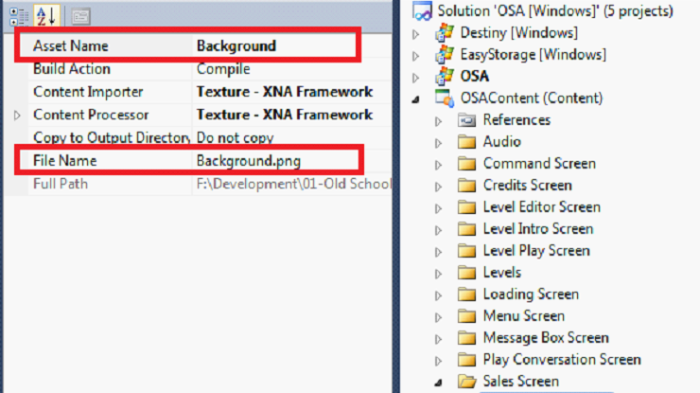 Asset Name Background
Build Action Compile
Content Importer Texture - XNA Framework
Content Processor Texture - XNA Framework
Copy to Output Directory Do not copy
File Name Background.png
Full Path F:\Development\01-Old School
Solution 'OSA [Windows]' (5 projects)
Destiny [Windows]
EasyStorage [Windows]
OSA
OSAContent (Content)
References
Audio
Command Screen
Credits Screen
Level Editor Screen
Level Intro Screen
Level Play Screen
Levels
Loading Screen
Menu Screen
Message Box Screen
Play Conversation Screen
Sales Screen